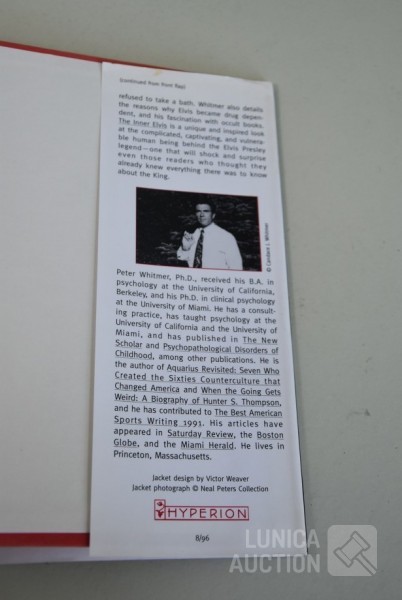 (continued from front flap)
refused to take a bath. Whitmer also details
the reasons why Elvis became drug depen-
dent, and his fascination with occult books.
The Inner Elvis is a unique and inspired look
at the complicated, captivating, and vulnera-
ble human being behind the Elvis Presley
legend—one that will shock and surprise
even those readers who thought they
already knew everything there was to know
about the King.
© Candace L. Whitmer
Peter Whitmer, Ph.D., received his B.A. in
psychology at the University of California,
Berkeley, and his Ph.D. in clinical psychology
at the University of Miami. He has a consult-
ing practice, has taught psychology at the
University of California and the University of
Miami, and has published in The New
Scholar and Psychopathological Disorders of
Childhood, among other publications. He is
the author of Aquarius Revisited: Seven Who
Created the Sixties Counterculture that
Changed America and When the Going Gets
Weird: A Biography of Hunter S. Thompson,
and he has contributed to The Best American
Sports Writing 1991. His articles have
appeared in Saturday Review, the Boston
Globe, and the Miami Herald. He lives in
Princeton, Massachusetts.
Jacket design by Victor Weaver
Jacket photograph © Neal Peters Collection
HYPERION
8/96
LUNICA
AUCTION